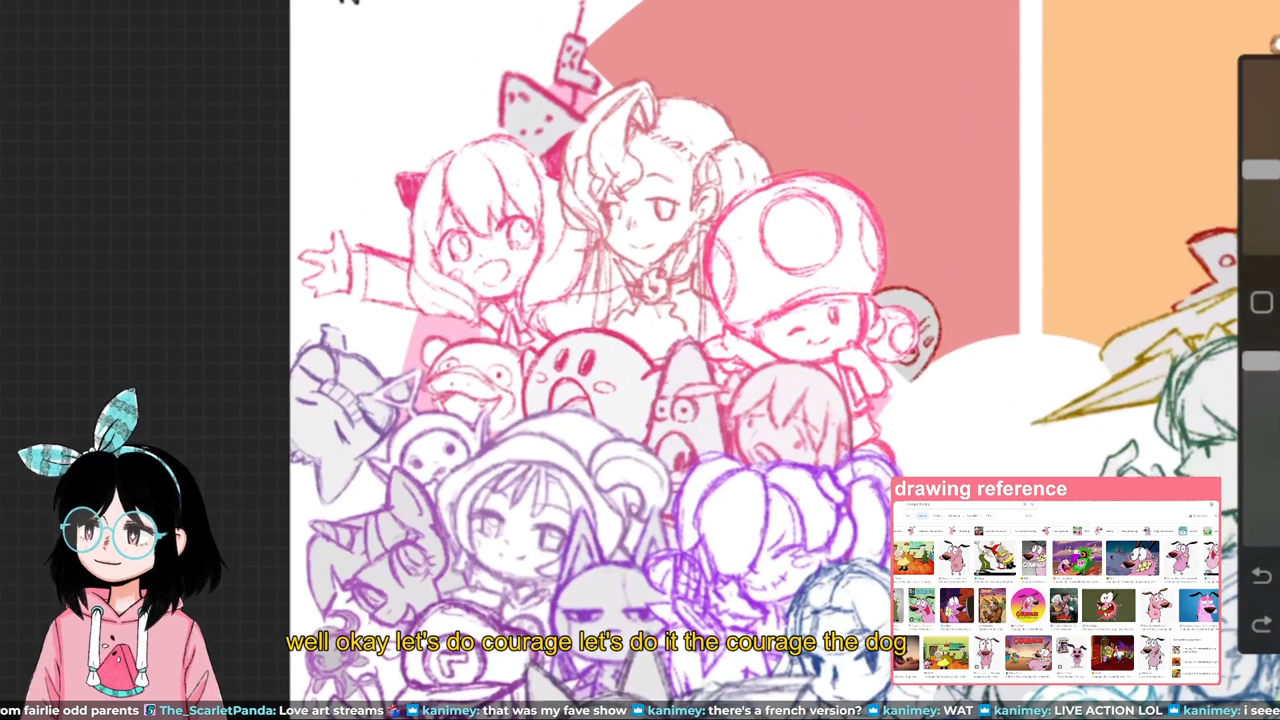 drawing reference
well okay let's do courage let's do it the courage the dog
om fairlie odd parents The_ScarletPanda: Love art streams kanimey: that was my fave show kanimey: there's a french version? kanimey: WAT kanimey: LIVE ACTION LOL kanimey: i seee